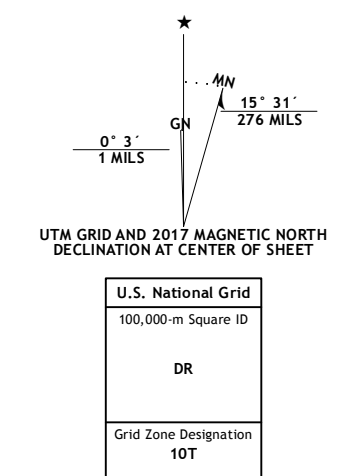 MN
15° 31´
276 MILS
GN
0° 3´
1 MILS
UTM GRID AND 2017 MAGNETIC NORTH
DECLINATION AT CENTER OF SHEET
U.S. National Grid
100,000-m Square ID
DR
Grid Zone Designation
10T